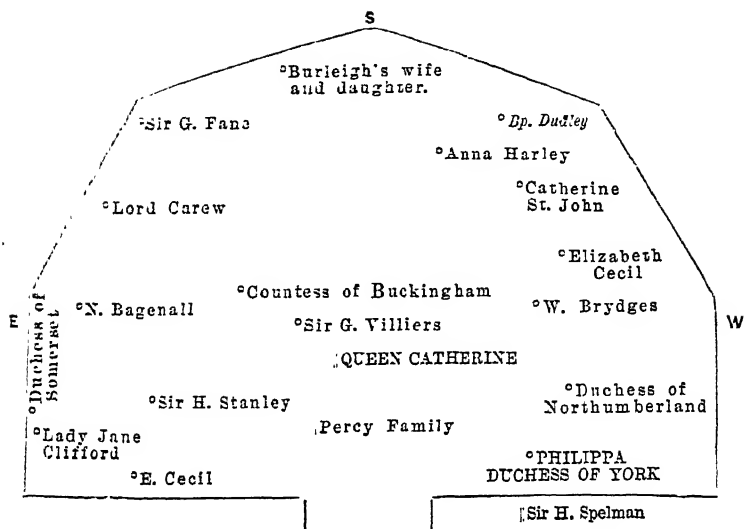 S
Burleigh's wife
and daughter.
Sir G. Fane
Bp. Dudley
Anna Harley
Catherine
St. John
Lord Carew
Elizabeth
Cecil
Countess of Buckingham
N. Bagenall
W. Brydges
E
Duchess of
Somerset
Sir G. Villiers
W
QUEEN CATHERINE
Duchess of
Northumberland
Sir H. Stanley
Percy Family
Lady Jane
Clifford
PHILIPPA
DUCHESS OF YORK
E. Cecil
Sir H. Spelman